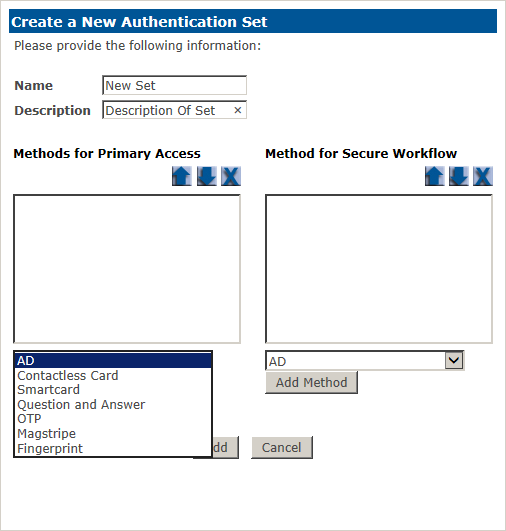 Create a New Authentication Set
Please provide the following information:
Name New Set
Description Description Of Set ×
Methods for Primary Access
Method for Secure Workflow
AD
Contactless Card
Smartcard
Question and Answer
OTP
Magstripe
Fingerprint
AD
Add Method
Cancel